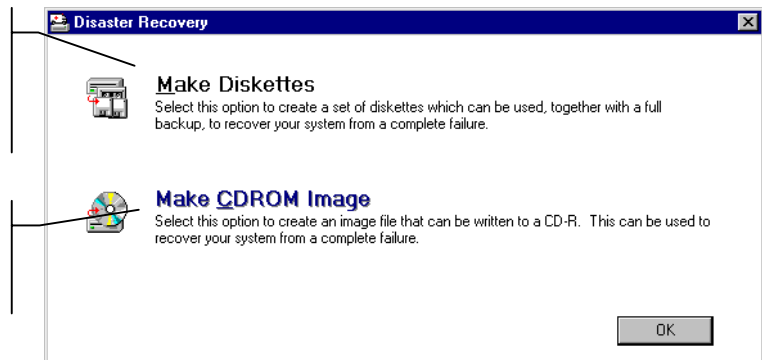 Disaster Recovery
Make Diskettes
Select this option to create a set of diskettes which can be used, together with a full
backup, to recover your system from a complete failure.
Make CDROM Image
Select this option to create an image file that can be written to a CD-R. This can be used to
recover your system from a complete failure.
OK